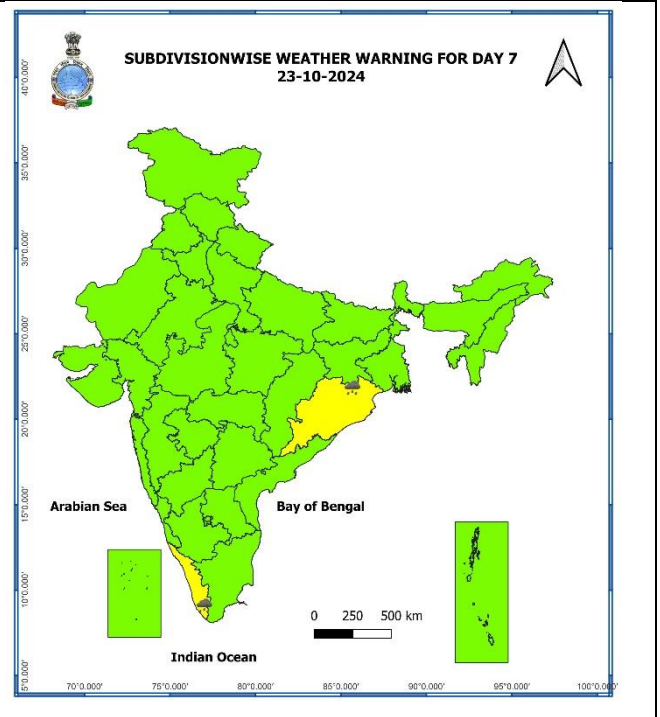 SUBDIVISIONWISE WEATHER WARNING FOR DAY 7
23-10-2024
40°0.000'
35°0.000'
30°0.000'
25°0.000'
20°0.000'
15°0.000'
10°0.000'
5°0.000'
Arabian Sea
Bay of Bengal
0 250 500 km
Indian Ocean
70°0.000' 75°0.000' 80°0.000' 85°0.000' 90°0.000' 95°0.000' 100°0.000'